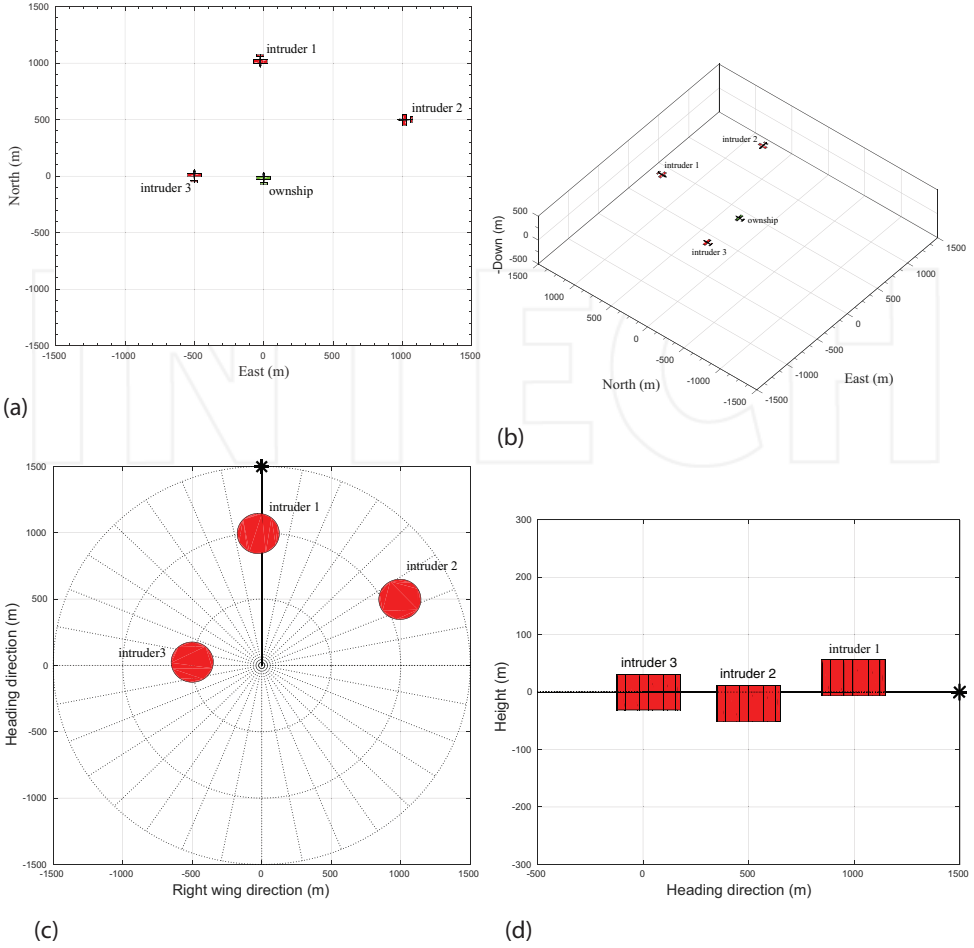 1500
1000
500
0
-500
-1000
-1500
-1500
-1000
-500
0
500
1000
1500
North (m)
East (m)
intruder 1
intruder 2
intruder 3
ownship
(a)
500
0
-500
-Down (m)
1500
1000
500
0
-500
-1000
-1500
North (m)
1500
1000
500
0
-500
-1000
-1500
East (m)
intruder 2
intruder 1
ownship
intruder 3
(b)
INTECH
1500
1000
500
0
-500
-1000
-1500
-1500
-1000
-500
0
500
1000
1500
Heading direction (m)
Right wing direction (m)
intruder 1
intruder 2
intruder3
(c)
300
200
100
0
-100
-200
-300
-500
0
500
1000
1500
Height (m)
Heading direction (m)
intruder 3
intruder 2
intruder 1
(d)